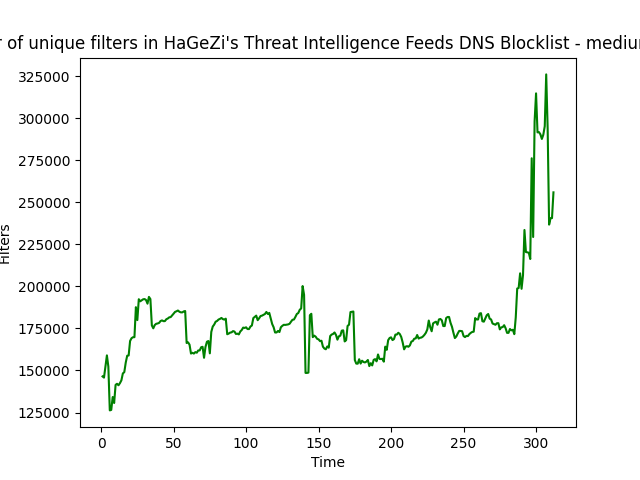 of unique filters in HaGeZi's Threat Intelligence Feeds DNS Blocklist -
325000
300000
275000
250000
225000
200000
175000
150000
125000
Filters
0 50 100 150 200 250 300
Time